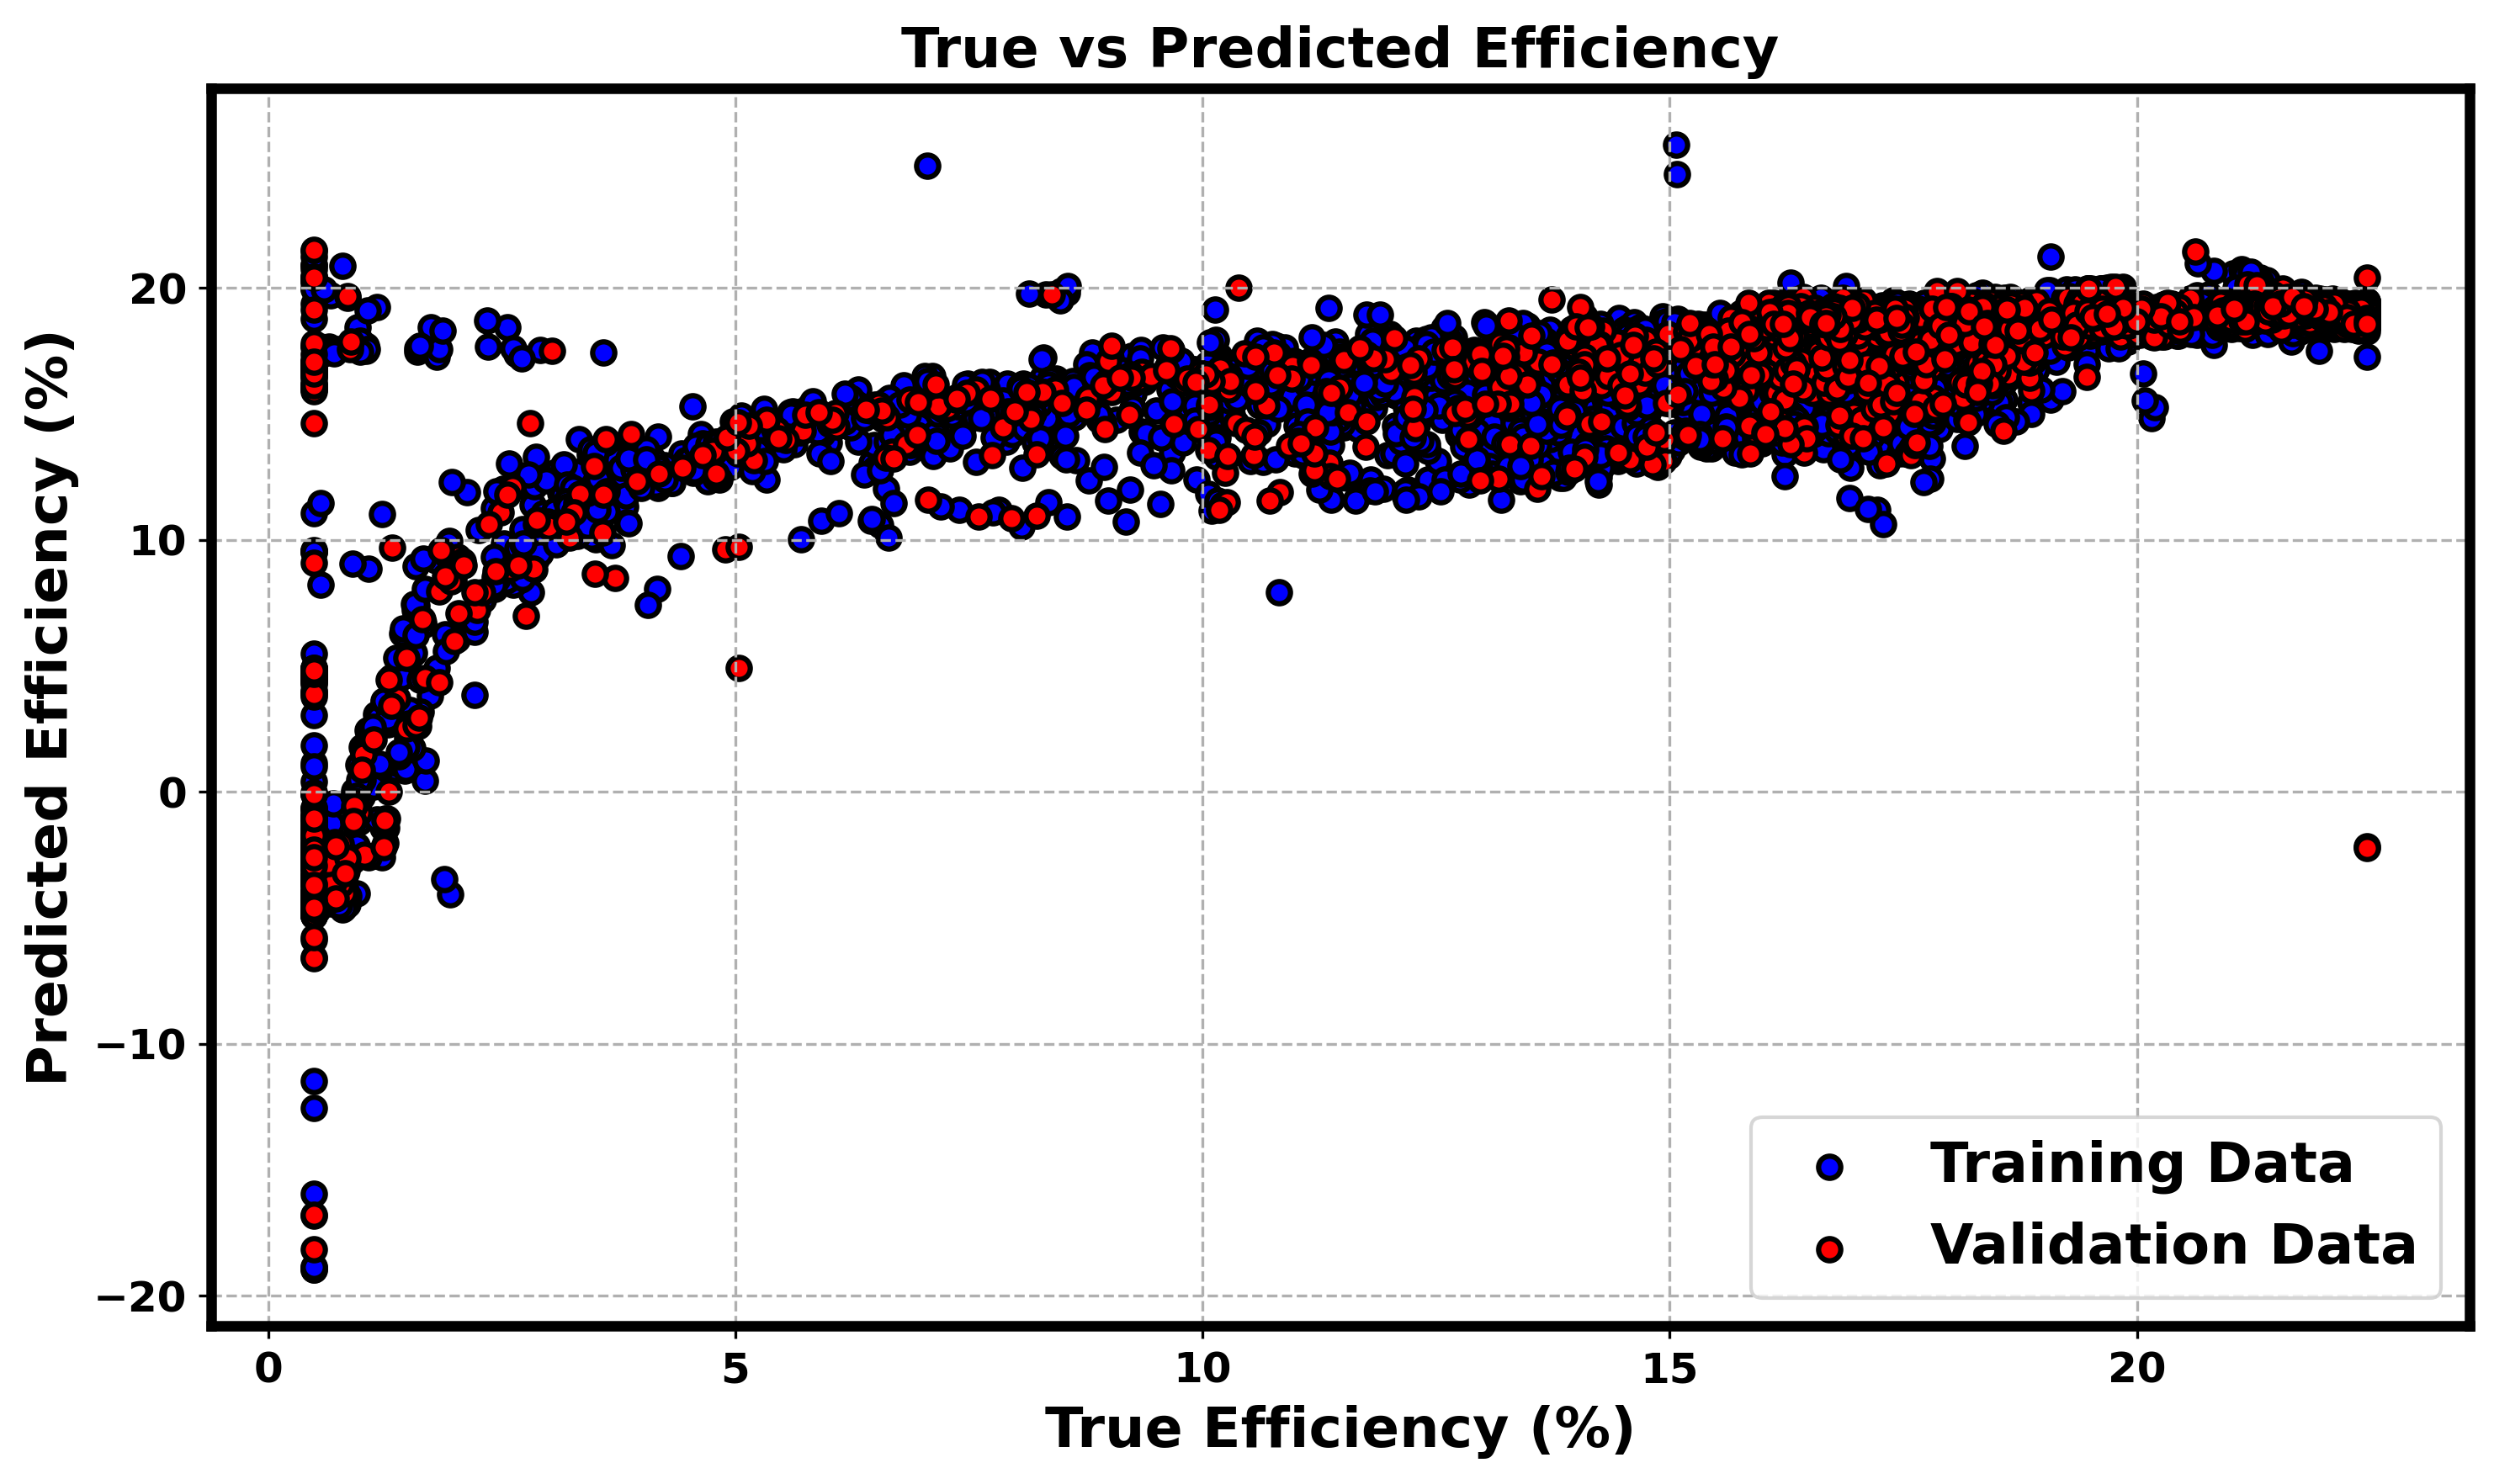 True vs Predicted Efficiency
Predicted Efficiency (%)
20
10
0
−10
−20
0
5
10
15
20
True Efficiency (%)
Training Data
Validation Data